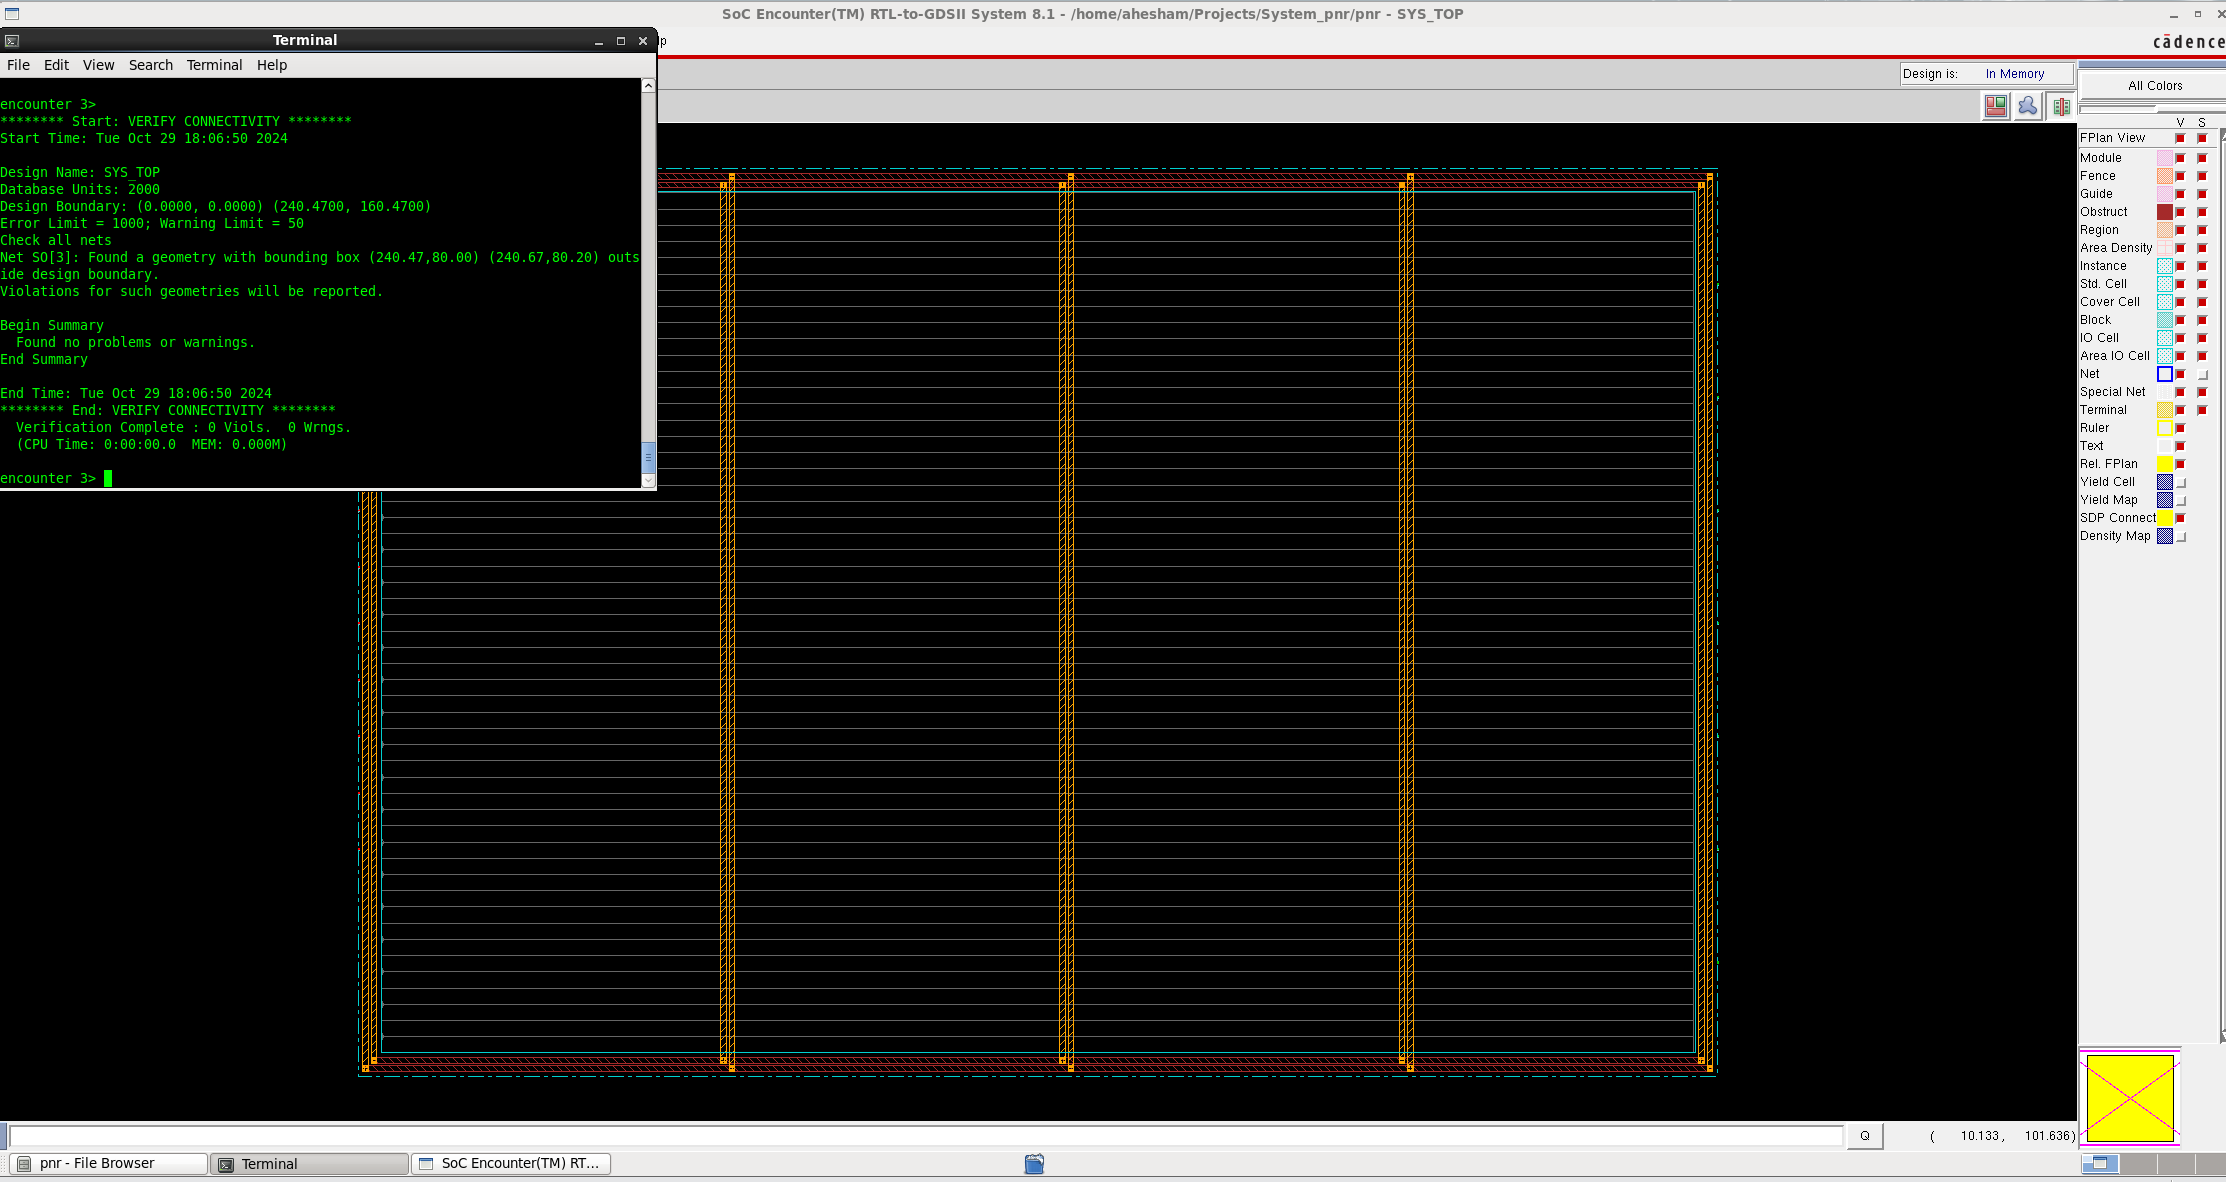 SoC Encounter(TM) RTL-to-GDSII System 8.1 - /home/ahesham/Projects/System_pnr/pnr - SYS_TOP
Terminal
lp
cādence
File Edit View Search Terminal Help
Design is: In Memory
All Colors
encounter 3>
******** Start: VERIFY CONNECTIVITY ********
Start Time: Tue Oct 29 18:06:50 2024
Design Name: SYS_TOP
Database Units: 2000
Design Boundary: (0.0000, 0.0000) (240.4700, 160.4700)
Error Limit = 1000; Warning Limit = 50
Check all nets
Net SO[3]: Found a geometry with bounding box (240.47,80.00) (240.67,80.20) outs
ide design boundary.
Violations for such geometries will be reported.
Begin Summary
Found no problems or warnings.
End Summary
End Time: Tue Oct 29 18:06:50 2024
******** End: VERIFY CONNECTIVITY ********
Verification Complete : 0 Viols.  0 Wrngs.
(CPU Time: 0:00:00.0  MEM: 0.000M)
encounter 3>
V S
FPlan View
Module
Fence
Guide
Obstruct
Region
Area Density
Instance
Std. Cell
Cover Cell
Block
IO Cell
Area IO Cell
Net
Special Net
Terminal
Ruler
Text
Rel. FPlan
Yield Cell
Yield Map
SDP Connect
Density Map
Q ( 10.133, 101.636)
pnr - File Browser
Terminal
SoC Encounter(TM) RT...